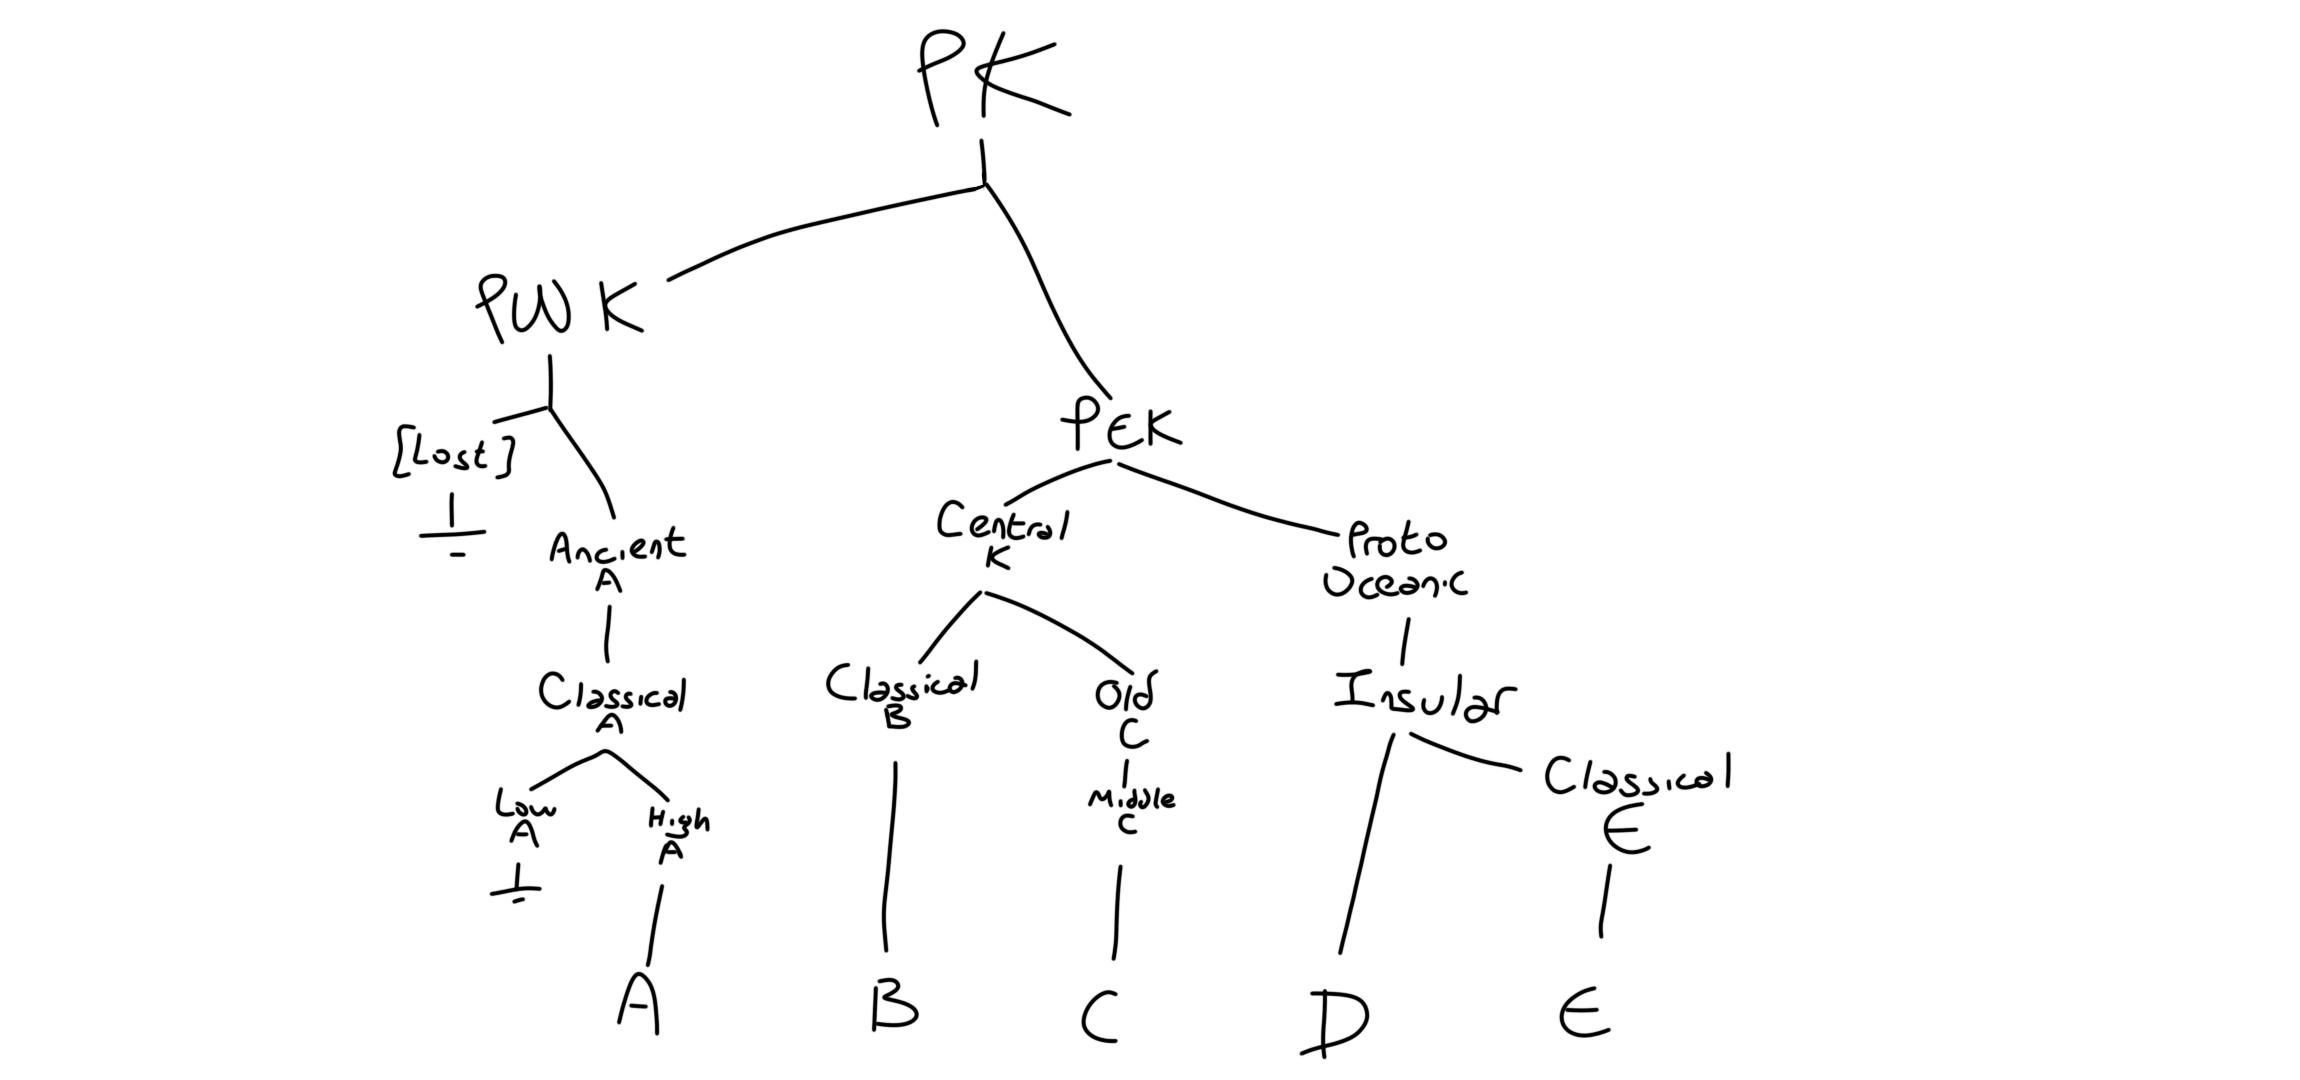 PK
PWK
PEK
[Lost]
Central
K
Proto
Oceanic
Ancient
A
Classical
A
Classical
B
Old
C
Insular
Classical
E
Low
A
High
A
Middle
C
A
B
C
D
E